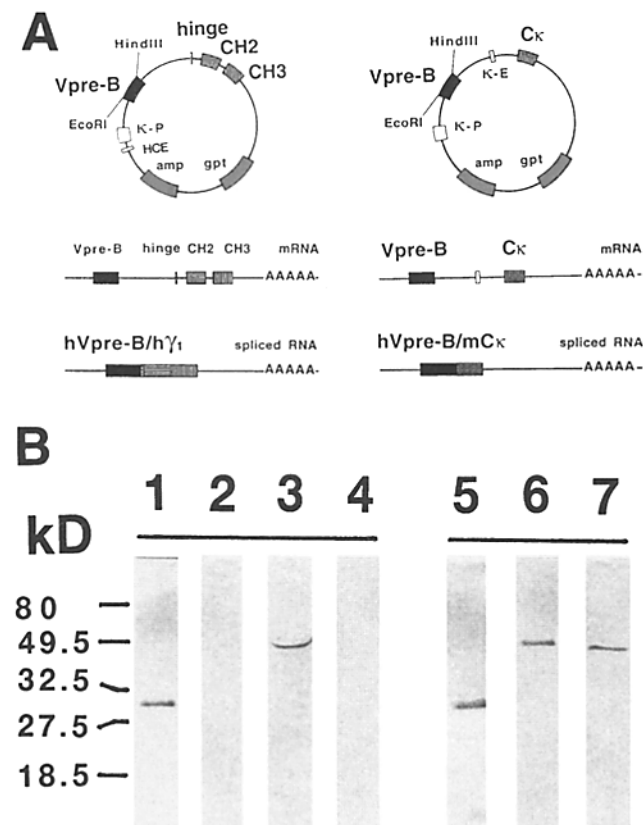 A
hinge
HindIII
CH2
CH3
Vpre-B
EcoRI
K-P
HCE
amp
gpt
HindIII
Cκ
Vpre-B
K-E
EcoRI
K-P
amp
gpt
Vpre-B hinge CH2 CH3 mRNA
AAAAA-
Vpre-B Cκ mRNA
AAAAA-
hVpre-B/hγ₁ spliced RNA
AAAAA-
hVpre-B/mCκ spliced RNA
AAAAA-
B
1 2 3 4 5 6 7
kD
80
49.5
32.5
27.5
18.5